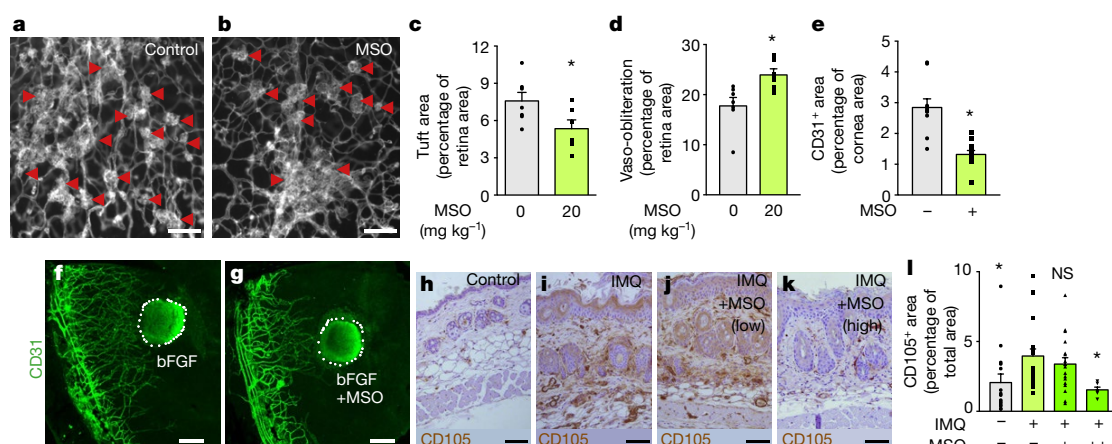 a
Control
b
MSO
c
Tuft area
(percentage of
retina area)
12
9
6
3
0
*
MSO
0
20
(mg kg⁻¹)
d
Vaso-obliteration
(percentage of
retina area)
30
20
10
0
*
MSO
0
20
(mg kg⁻¹)
e
CD31⁺ area
(percentage of
cornea area)
5
4
3
2
1
0
*
MSO
–
+
CD31
f
bFGF
g
bFGF
+MSO
h
Control
CD105
i
IMQ
CD105
j
IMQ
+MSO
(low)
CD105
k
IMQ
+MSO
(high)
CD105
l
CD105⁺ area
(percentage of
total area)
10
5
0
*
NS
*
IMQ
– + + +